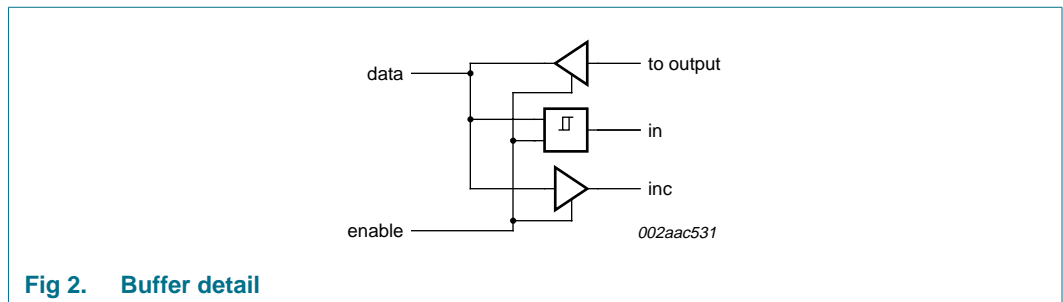 data
to output
in
inc
enable
002aac531
Fig 2. Buffer detail